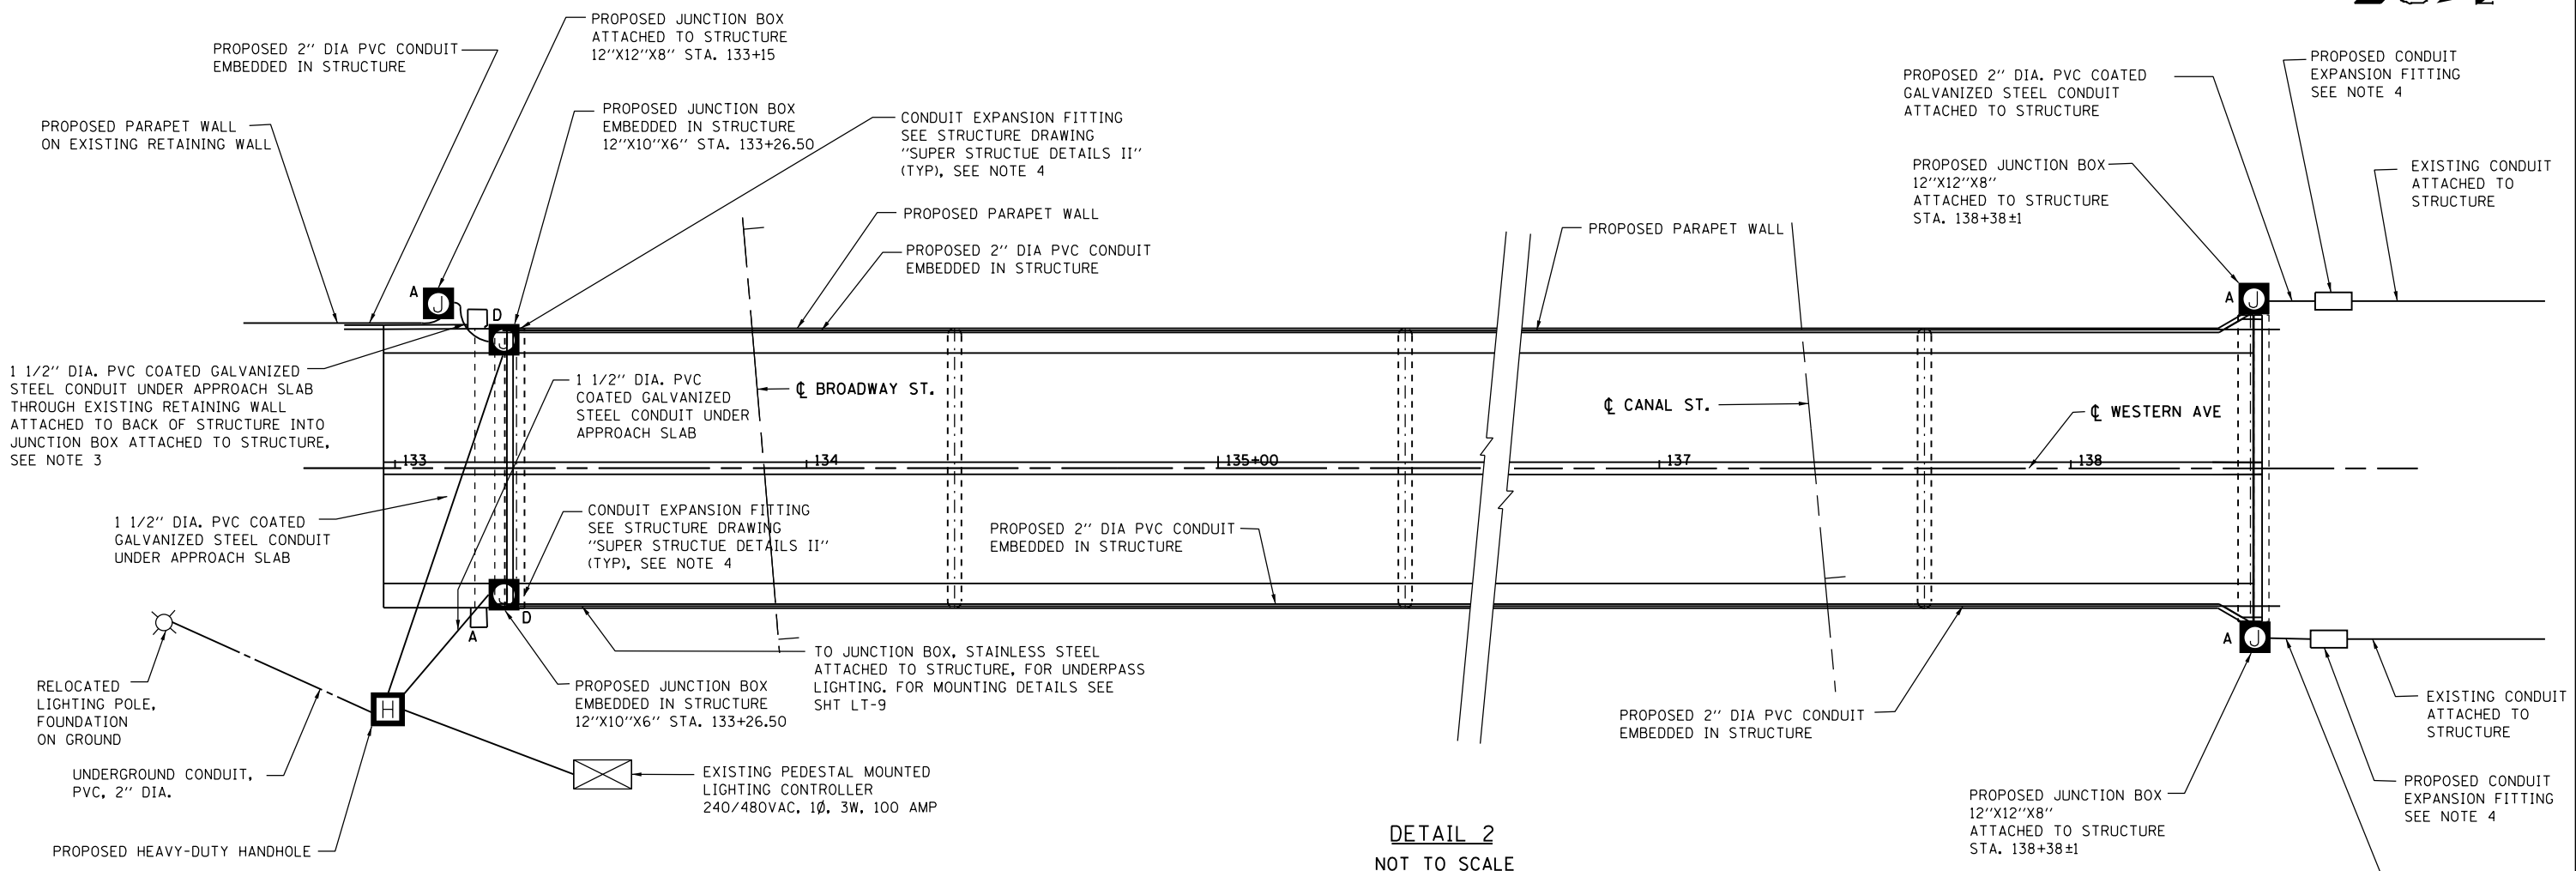 PROPOSED JUNCTION BOX
ATTACHED TO STRUCTURE
12"X12"X8" STA. 133+15
PROPOSED 2" DIA PVC CONDUIT
EMBEDDED IN STRUCTURE
PROPOSED PARAPET WALL
ON EXISTING RETAINING WALL
PROPOSED JUNCTION BOX
EMBEDDED IN STRUCTURE
12"X10"X6" STA. 133+26.50
CONDUIT EXPANSION FITTING
SEE STRUCTURE DRAWING
"SUPER STRUCTUE DETAILS II"
(TYP), SEE NOTE 4
PROPOSED PARAPET WALL
PROPOSED 2" DIA PVC CONDUIT
EMBEDDED IN STRUCTURE
PROPOSED PARAPET WALL
PROPOSED 2" DIA. PVC COATED
GALVANIZED STEEL CONDUIT
ATTACHED TO STRUCTURE
PROPOSED CONDUIT
EXPANSION FITTING
SEE NOTE 4
PROPOSED JUNCTION BOX
12"X12"X8"
ATTACHED TO STRUCTURE
STA. 138+38±1
EXISTING CONDUIT
ATTACHED TO
STRUCTURE
A
J
D
J
A
J
1 1/2" DIA. PVC COATED GALVANIZED
STEEL CONDUIT UNDER APPROACH SLAB
THROUGH EXISTING RETAINING WALL
ATTACHED TO BACK OF STRUCTURE INTO
JUNCTION BOX ATTACHED TO STRUCTURE,
SEE NOTE 3
1 1/2" DIA. PVC
COATED GALVANIZED
STEEL CONDUIT UNDER
APPROACH SLAB
℄ BROADWAY ST.
℄ CANAL ST.
℄ WESTERN AVE
133
134
135+00
137
138
1 1/2" DIA. PVC COATED
GALVANIZED STEEL CONDUIT
UNDER APPROACH SLAB
CONDUIT EXPANSION FITTING
SEE STRUCTURE DRAWING
"SUPER STRUCTUE DETAILS II"
(TYP), SEE NOTE 4
PROPOSED 2" DIA PVC CONDUIT
EMBEDDED IN STRUCTURE
J
A
D
A
J
RELOCATED
LIGHTING POLE,
FOUNDATION
ON GROUND
H
PROPOSED JUNCTION BOX
EMBEDDED IN STRUCTURE
12"X10"X6" STA. 133+26.50
TO JUNCTION BOX, STAINLESS STEEL
ATTACHED TO STRUCTURE, FOR UNDERPASS
LIGHTING. FOR MOUNTING DETAILS SEE
SHT LT-9
PROPOSED 2" DIA PVC CONDUIT
EMBEDDED IN STRUCTURE
EXISTING CONDUIT
ATTACHED TO
STRUCTURE
UNDERGROUND CONDUIT,
PVC, 2" DIA.
EXISTING PEDESTAL MOUNTED
LIGHTING CONTROLLER
240/480VAC, 1Ø, 3W, 100 AMP
PROPOSED JUNCTION BOX
12"X12"X8"
ATTACHED TO STRUCTURE
STA. 138+38±1
PROPOSED CONDUIT
EXPANSION FITTING
SEE NOTE 4
PROPOSED HEAVY-DUTY HANDHOLE
DETAIL 2
NOT TO SCALE